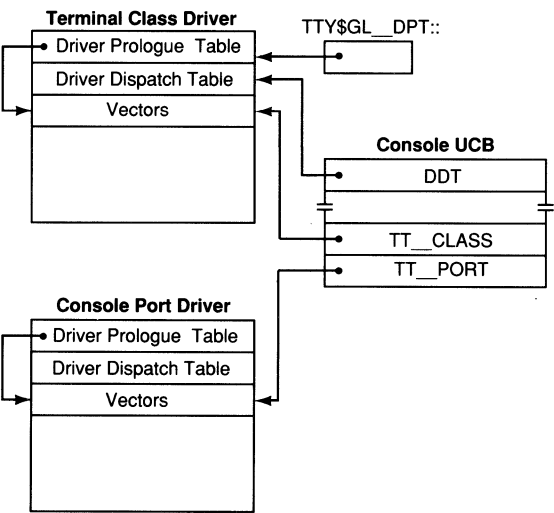 Terminal Class Driver
TTY$GL__DPT::
Driver Prologue Table
Driver Dispatch Table
Vectors
Console UCB
DDT
TT__CLASS
TT__PORT
Console Port Driver
Driver Prologue Table
Driver Dispatch Table
Vectors